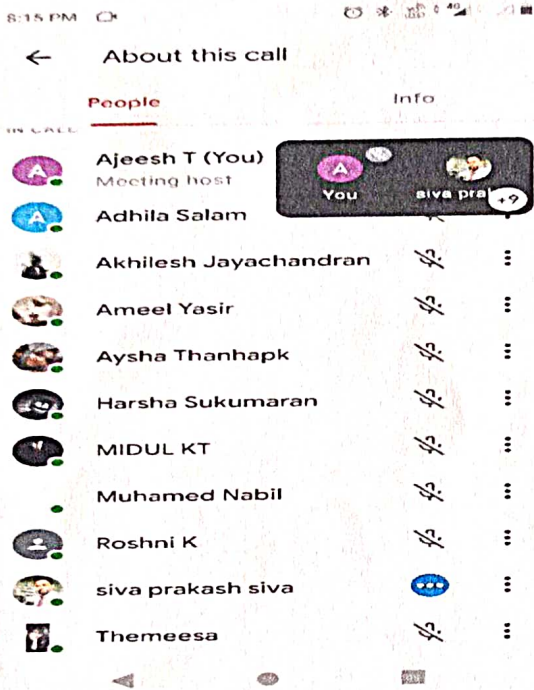 8:15 PM
4G
About this call
People
Info
IN CALL
Ajeesh T (You)
Meeting host
A
You
siva pra
+9
A
Adhila Salam
Akhilesh Jayachandran
Ameel Yasir
Aysha Thanhapk
Harsha Sukumaran
MIDUL KT
Muhamed Nabil
Roshni K
siva prakash siva
Themeesa